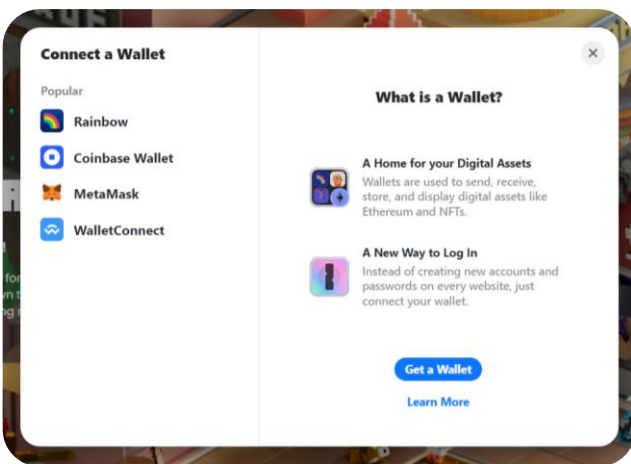 Connect a Wallet
Popular
Rainbow
Coinbase Wallet
MetaMask
WalletConnect
What is a Wallet?
A Home for your Digital Assets
Wallets are used to send, receive,
store, and display digital assets like
Ethereum and NFTs.
A New Way to Log In
Instead of creating new accounts and
passwords on every website, just
connect your wallet.
Get a Wallet
Learn More
for